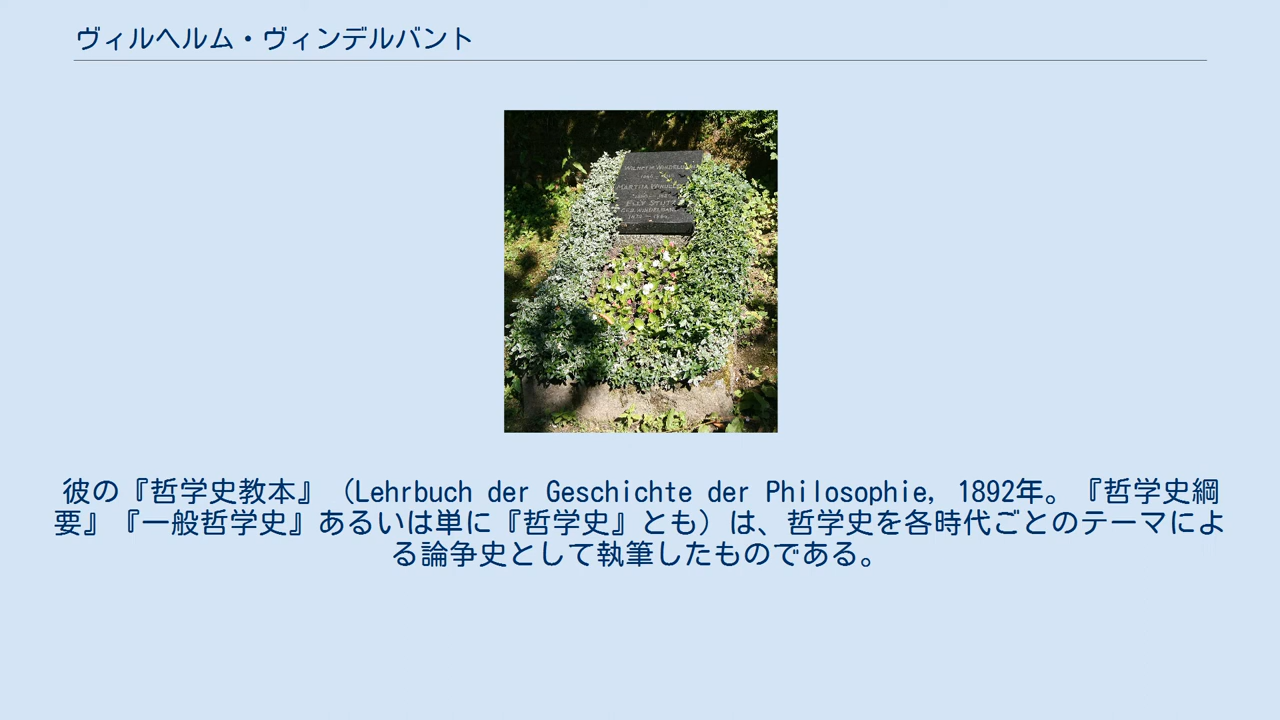 ヴィルヘルム・ヴィンデルバント
彼の『哲学史教本』（Lehrbuch der Geschichte der Philosophie, 1892年。『哲学史綱
要』『一般哲学史』あるいは単に『哲学史』とも）は、哲学史を各時代ごとのテーマによ
る論争史として執筆したものである。